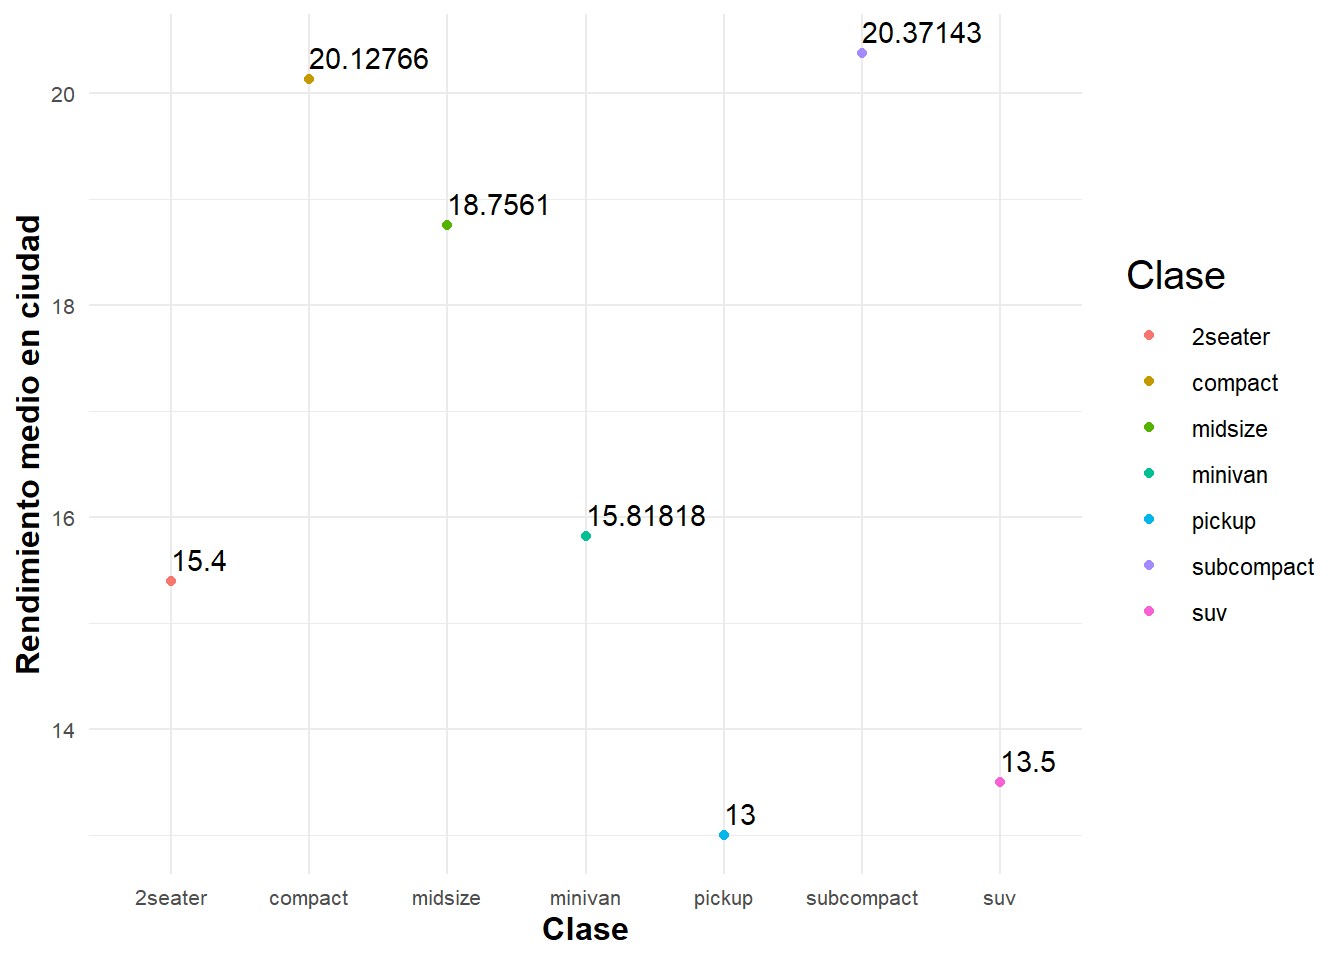 20.37143
20.12766
20
18.7561
18
16
15.81818
15.4
14
13.5
13
Rendimiento medio en ciudad
2seater compact midsize minivan pickup subcompact suv
Clase
Clase
2seater
compact
midsize
minivan
pickup
subcompact
suv